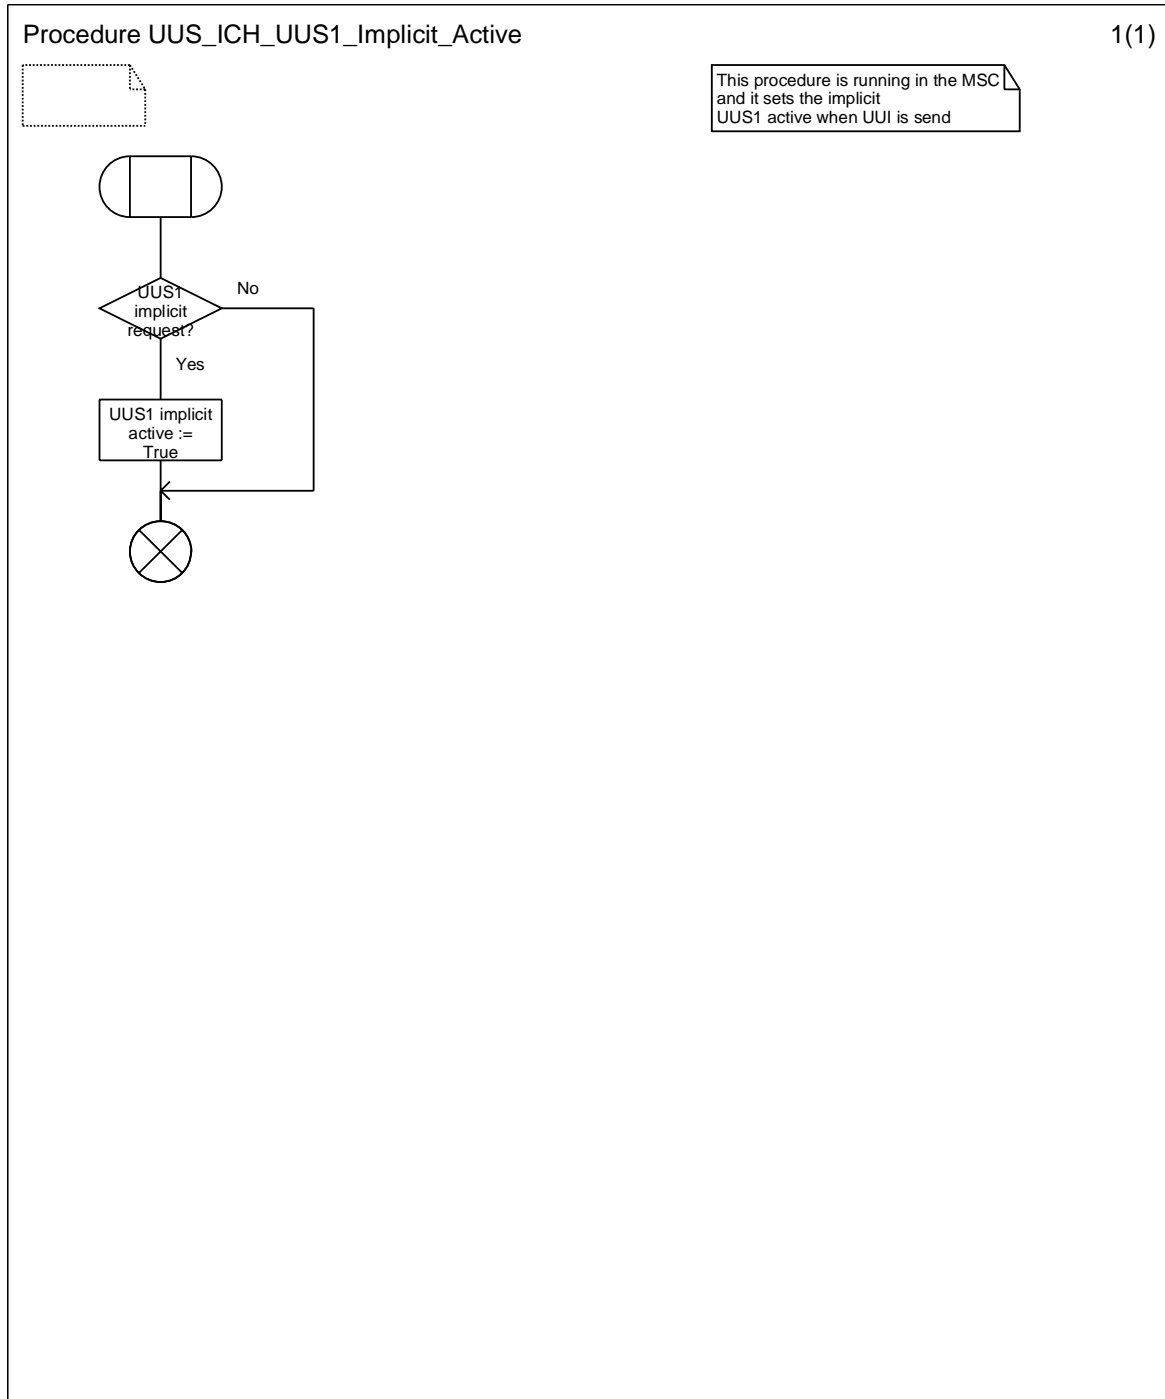 Procedure UUS_ICH_UUS1_Implicit_Active
1(1)
This procedure is running in the MSC
and it sets the implicit
UUS1 active when UUI is send
UUS1
implicit
request?
No
Yes
UUS1 implicit
active :=
True